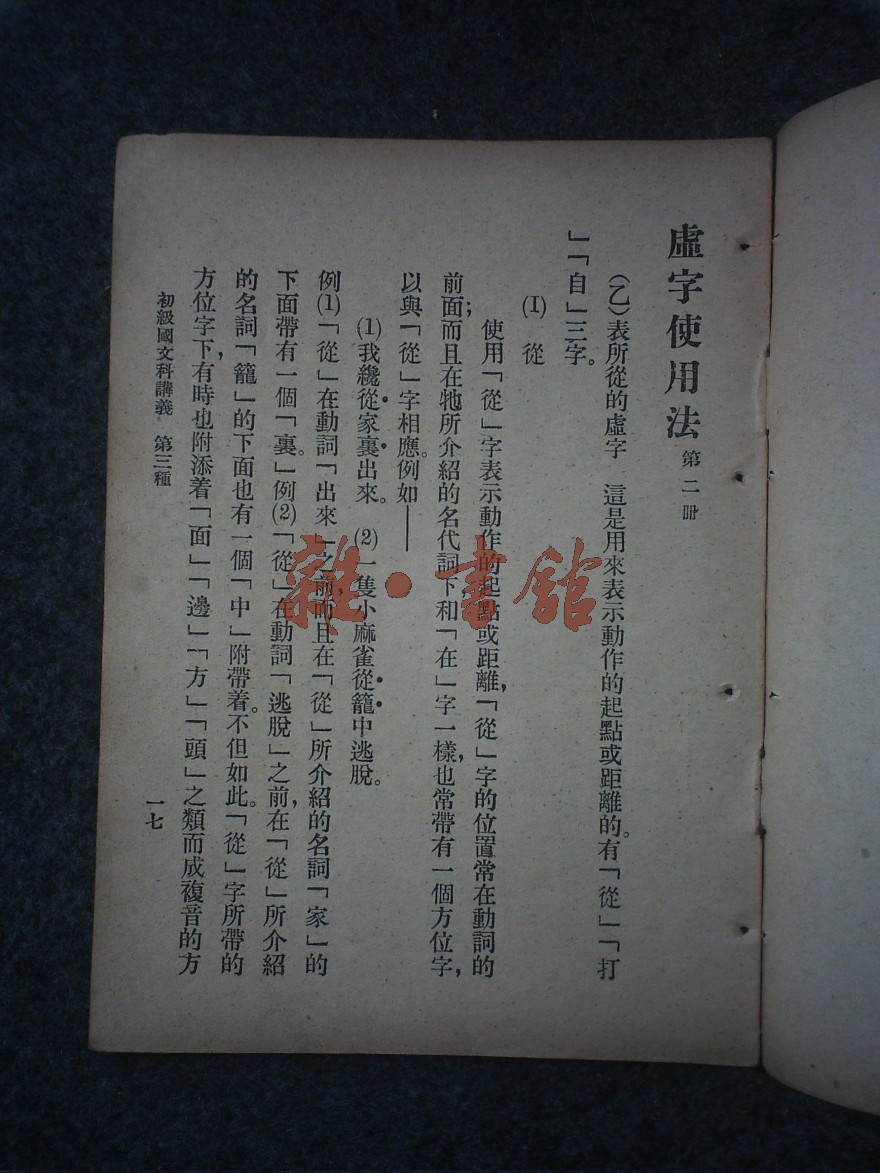 虛字使用法 第二冊
(乙)表所從的虛字 這是用來表示動作的起點或距離的。有「從」「打
」「自」三字。
(1) 從
使用「從」字表示動作的起點或距離,「從」字的位置常在動詞的
前面;而且在牠所介紹的名代詞下和「在」字一樣,也常帶有一個方位字,
以與「從」字相應。例如——
(1)我纔從家裏出來。 (2)一隻小麻雀從籠中逃脫。
例(1)「從」在動詞「出來」之前,而且在「從」所介紹的名詞「家」的
下面帶有一個「裏」。例(2)「從」在動詞「逃脫」之前,在「從」所介紹
的名詞「籠」的下面也有一個「中」附帶着。不但如此。「從」字所帶的
方位字下,有時也附添着「面」「邊」「方」「頭」之類而成複音的方
初級國文科講義 第三種
一七
雜·書館